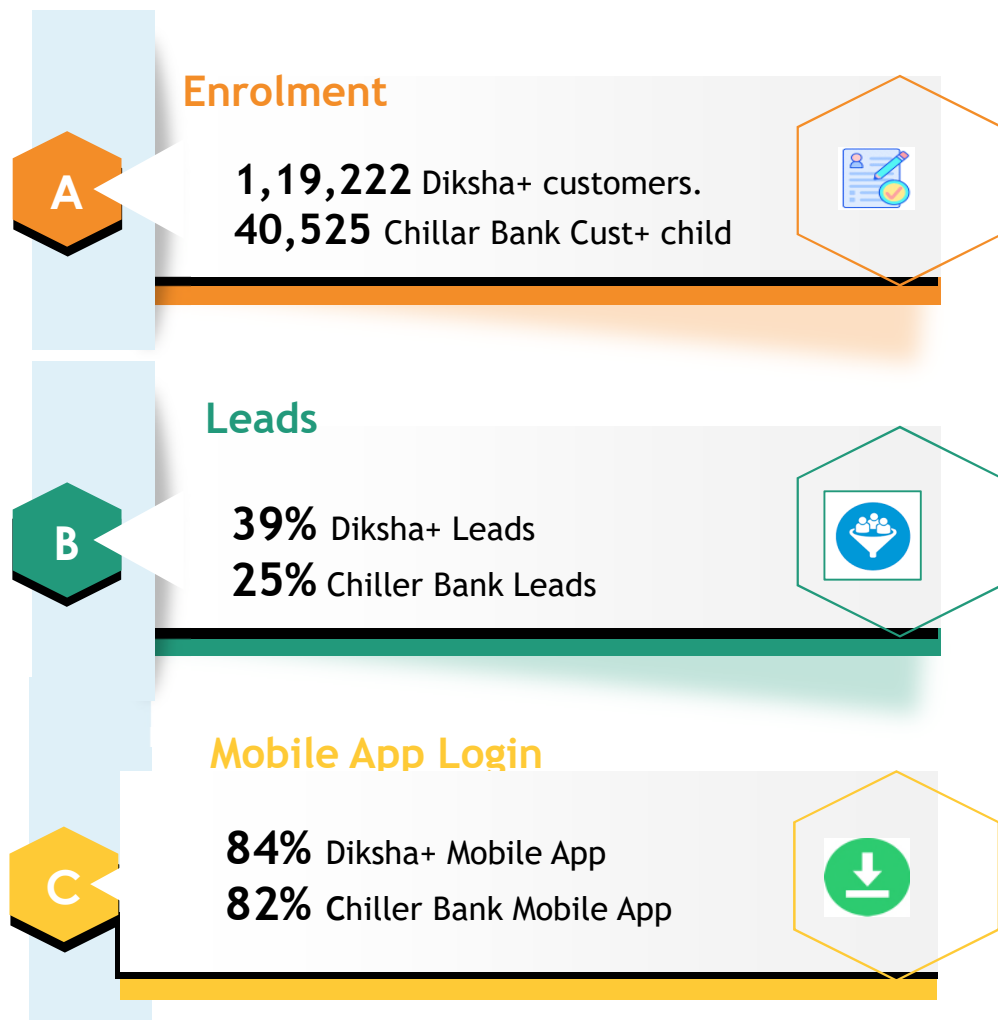 Enrolment
A
1,19,222 Diksha+ customers.
40,525 Chillar Bank Cust+ child
Leads
B
39% Diksha+ Leads
25% Chiller Bank Leads
Mobile App Login
C
84% Diksha+ Mobile App
82% Chiller Bank Mobile App